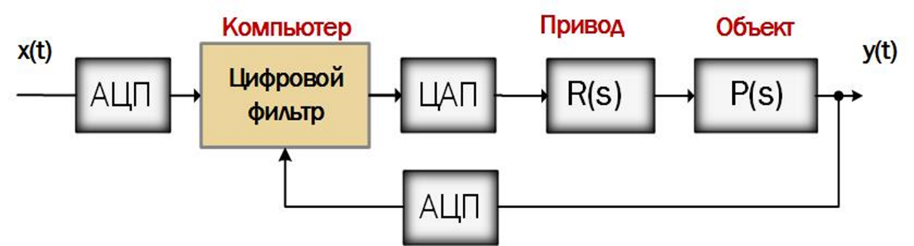 Компьютер
Привод
Объект
x(t)
y(t)
АЦП
Цифровой
фильтр
ЦАП
R(s)
P(s)
АЦП